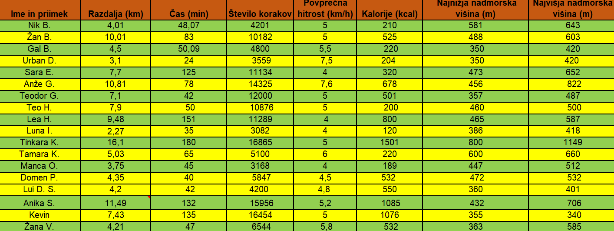 Ime in priimek Razdalja (km) Čas (min) Število korakov Povprečna hitrost (km/h) Kalorije (kcal) Najnižja nadmorska višina (m) Najvišja nadmorska višina (m)
Nik B. 4,01 48,07 4201 5 210 581 643
Žan B. 10,01 83 10182 5 525 488 603
Gal B. 4,5 50,09 4800 5,5 220 350 420
Urban D. 3,1 24 3559 7,5 204 350 420
Sara E. 7,7 125 11134 4 320 473 652
Anže G. 10,81 78 14325 7,6 678 456 822
Teodor G. 7,1 42 12000 5 501 357 487
Teo H. 7,9 50 10876 5 200 460 500
Lea H. 9,48 151 11289 4 800 465 587
Luna I. 2,27 35 3082 4 120 386 418
Tinkara K. 16,1 180 16865 5 1501 800 1149
Tamara K. 5,03 65 5100 6 220 600 660
Manca O. 3,75 45 3168 4 189 447 512
Domen P. 4,35 40 5847 4,5 532 472 532
Lui D. S. 4,2 42 4200 4,8 550 360 401
Anika S. 11,49 132 15956 5,2 1085 432 706
Kevin 7,43 135 16454 5 1076 355 340
Žana V. 4,21 47 6544 5,8 532 363 585